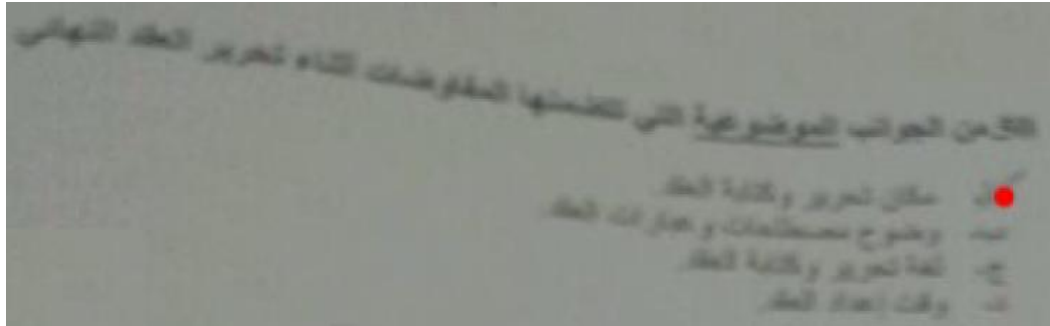 من الجوانب الموضوعية التي تتضمنها المفاوضات أثناء تحرير العقد النهائي
مكان تحرير وكتابة العقد.
ب- وضوح مصطلحات وعبارات العقد.
ج- لغة تحرير وكتابة العقد.
د- وقت إعداد العقد.